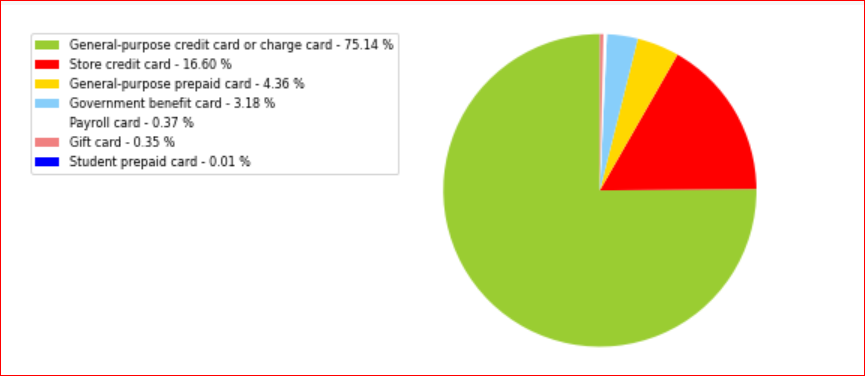 General-purpose credit card or charge card - 75.14 %
Store credit card - 16.60 %
General-purpose prepaid card - 4.36 %
Government benefit card - 3.18 %
Payroll card - 0.37 %
Gift card - 0.35 %
Student prepaid card - 0.01 %